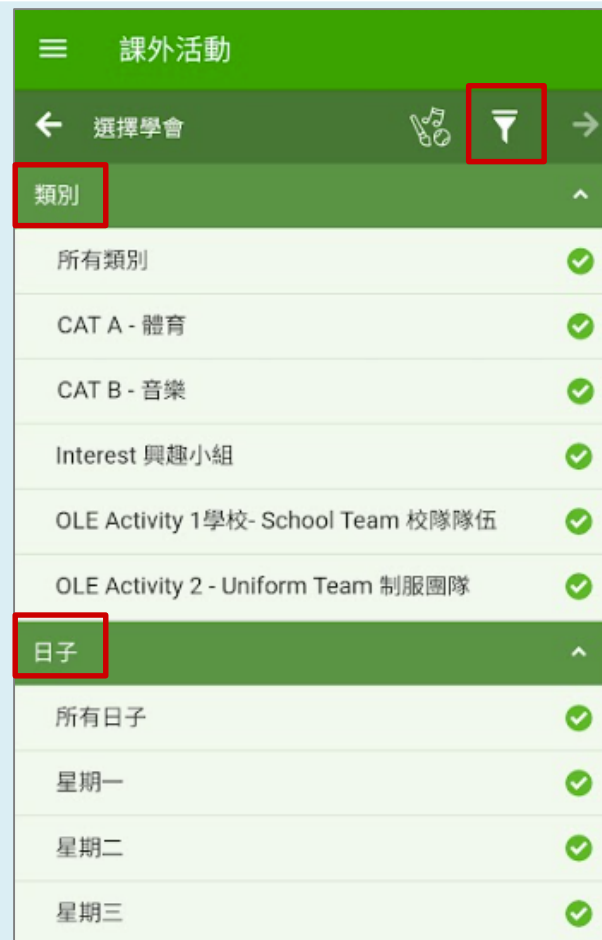 課外活動
選擇學會
類別
所有類別
CAT A - 體育
CAT B - 音樂
Interest 興趣小組
OLE Activity 1學校- School Team 校隊隊伍
OLE Activity 2 - Uniform Team 制服團隊
日子
所有日子
星期一
星期二
星期三